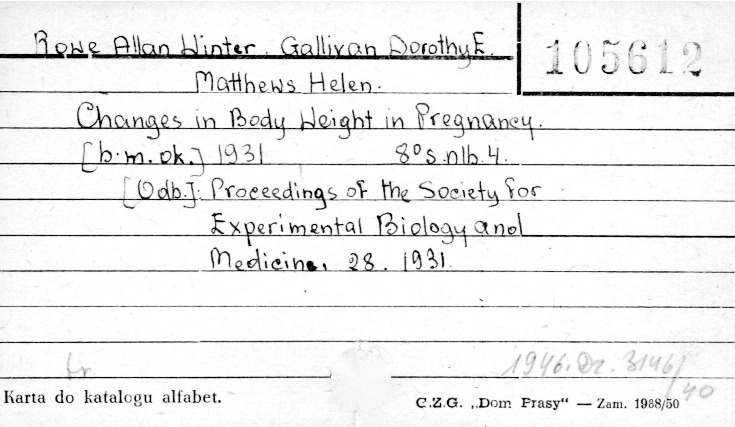 Rowe Allan Winter. Gallivan Dorothy E.
105612
Matthews Helen.
Changes in Body Weight in Pregnancy.
[b.m.ok.] 1931 8° s.nlb.4.
[Odb.]: Proceedings of the Society for
Experimental Biology and
Medicine, 28. 1931.
tr
1946.Dz. 3146/40
Karta do katalogu alfabet.
C.Z.G. „Dom Prasy" — Zam. 1988/50